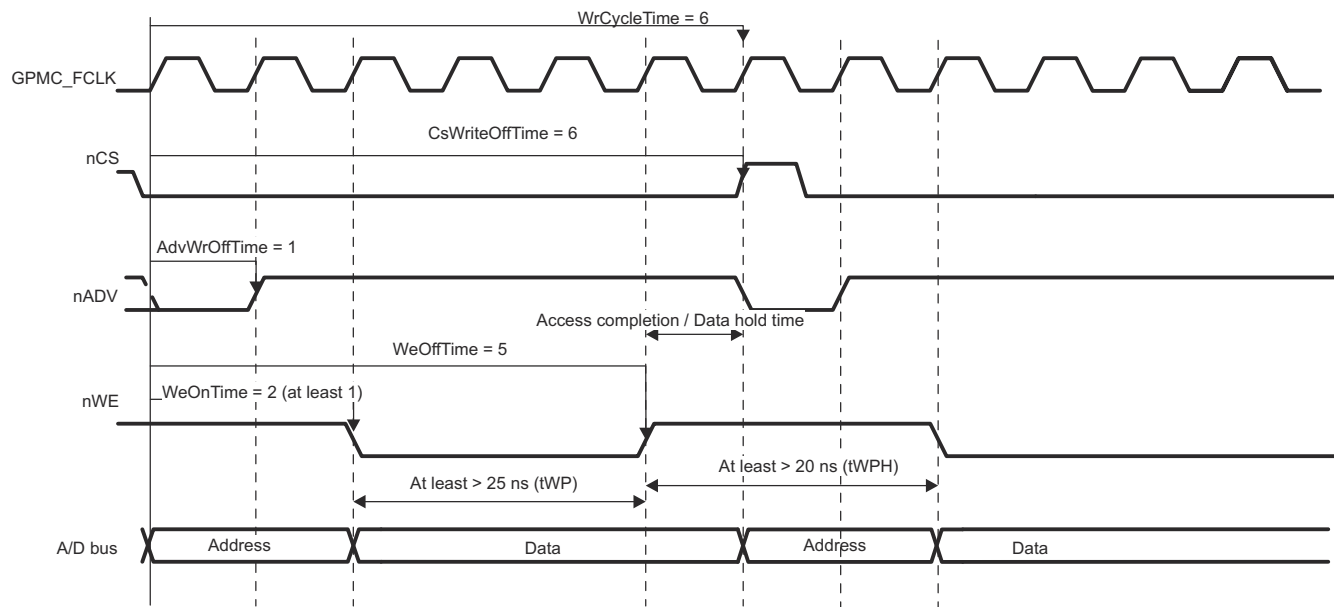 WrCycleTime = 6
GPMC_FCLK
CsWriteOffTime = 6
nCS
AdvWrOffTime = 1
nADV
Access completion / Data hold time
WeOffTime = 5
WeOnTime = 2 (at least 1)
nWE
At least > 20 ns (tWPH)
At least > 25 ns (tWP)
A/D bus Address Data Address Data